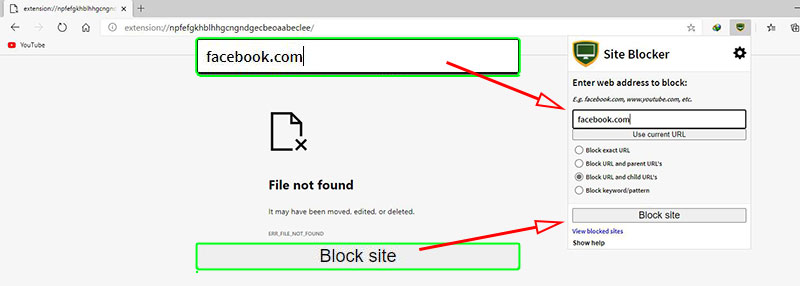 extension://npfefgkhblhhgcngndgecbeoaabeclee/
extension://npfefgkhblhhgcngndgecbeoaabeclee/
YouTube
facebook.com
File not found
It may have been moved, edited, or deleted.
ERR_FILE_NOT_FOUND
Block site
Site Blocker
Enter web address to block:
E.g. facebook.com, www.youtube.com, etc.
facebook.com
Use current URL
Block exact URL
Block URL and parent URL's
Block URL and child URL's
Block keyword/pattern
Block site
View blocked sites
Show help